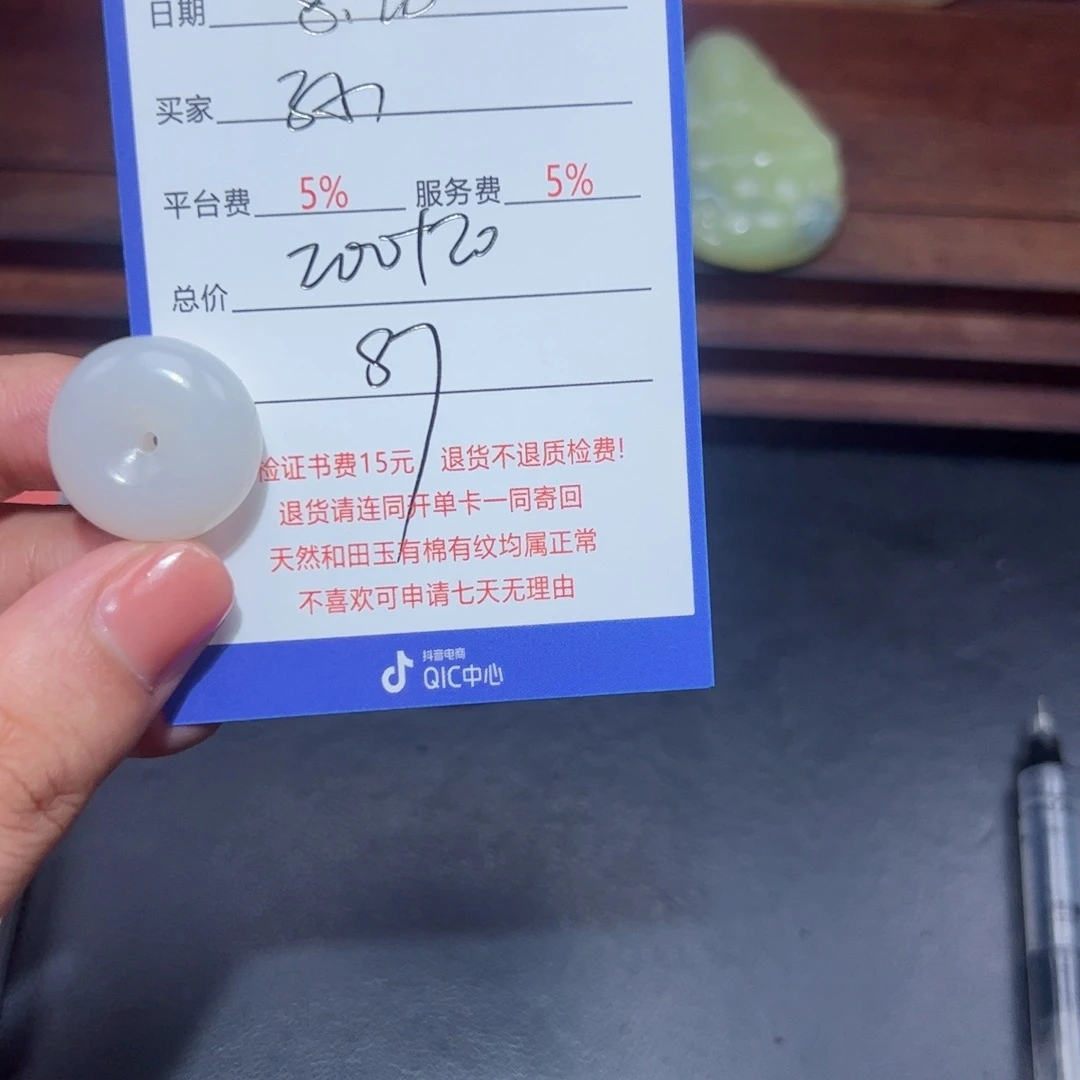 日期 8.
买家
平台费 5% 服务费 5%
200+20
总价
87
检证书费15元 退货不退质检费!
退货请连同开单卡一同寄回
天然和田玉有棉有纹均属正常
不喜欢可申请七天无理由
抖音电商
QIC中心